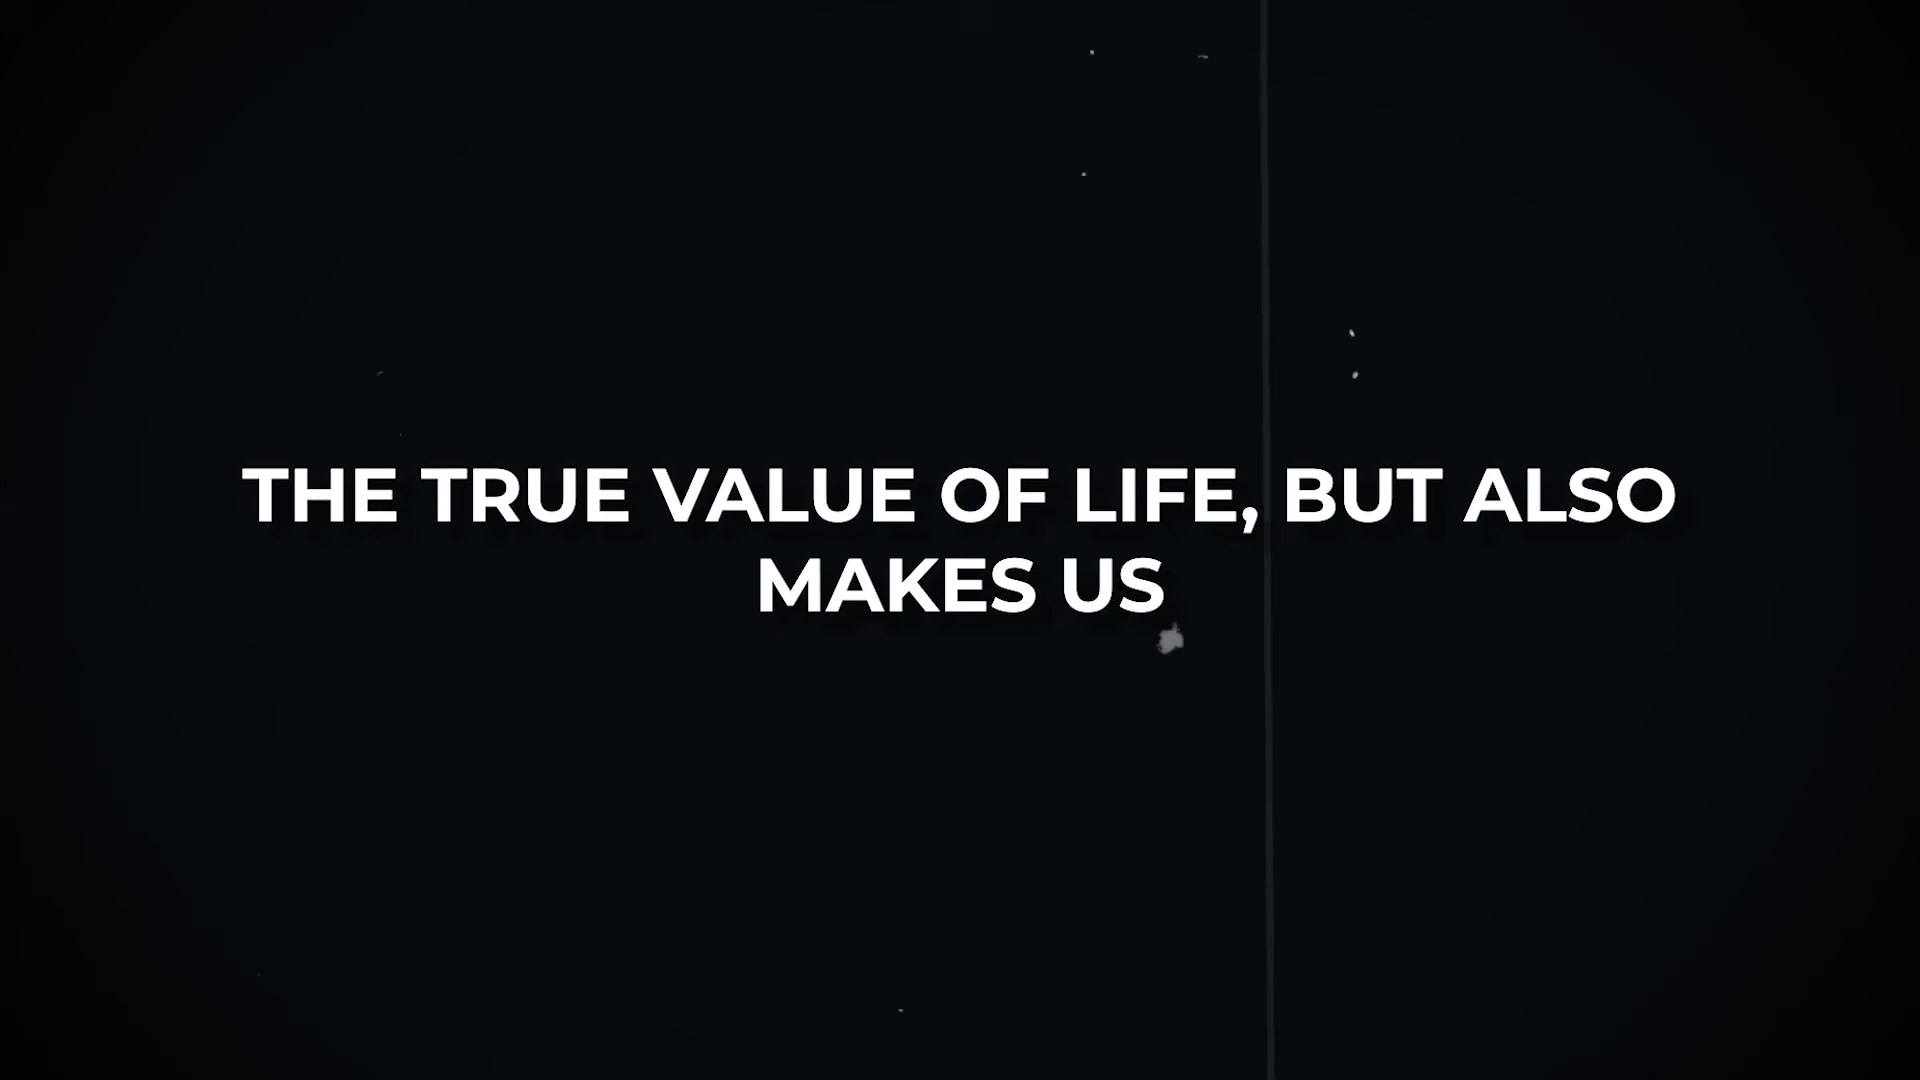 THE TRUE VALUE OF LIFE, BUT ALSO
MAKES US